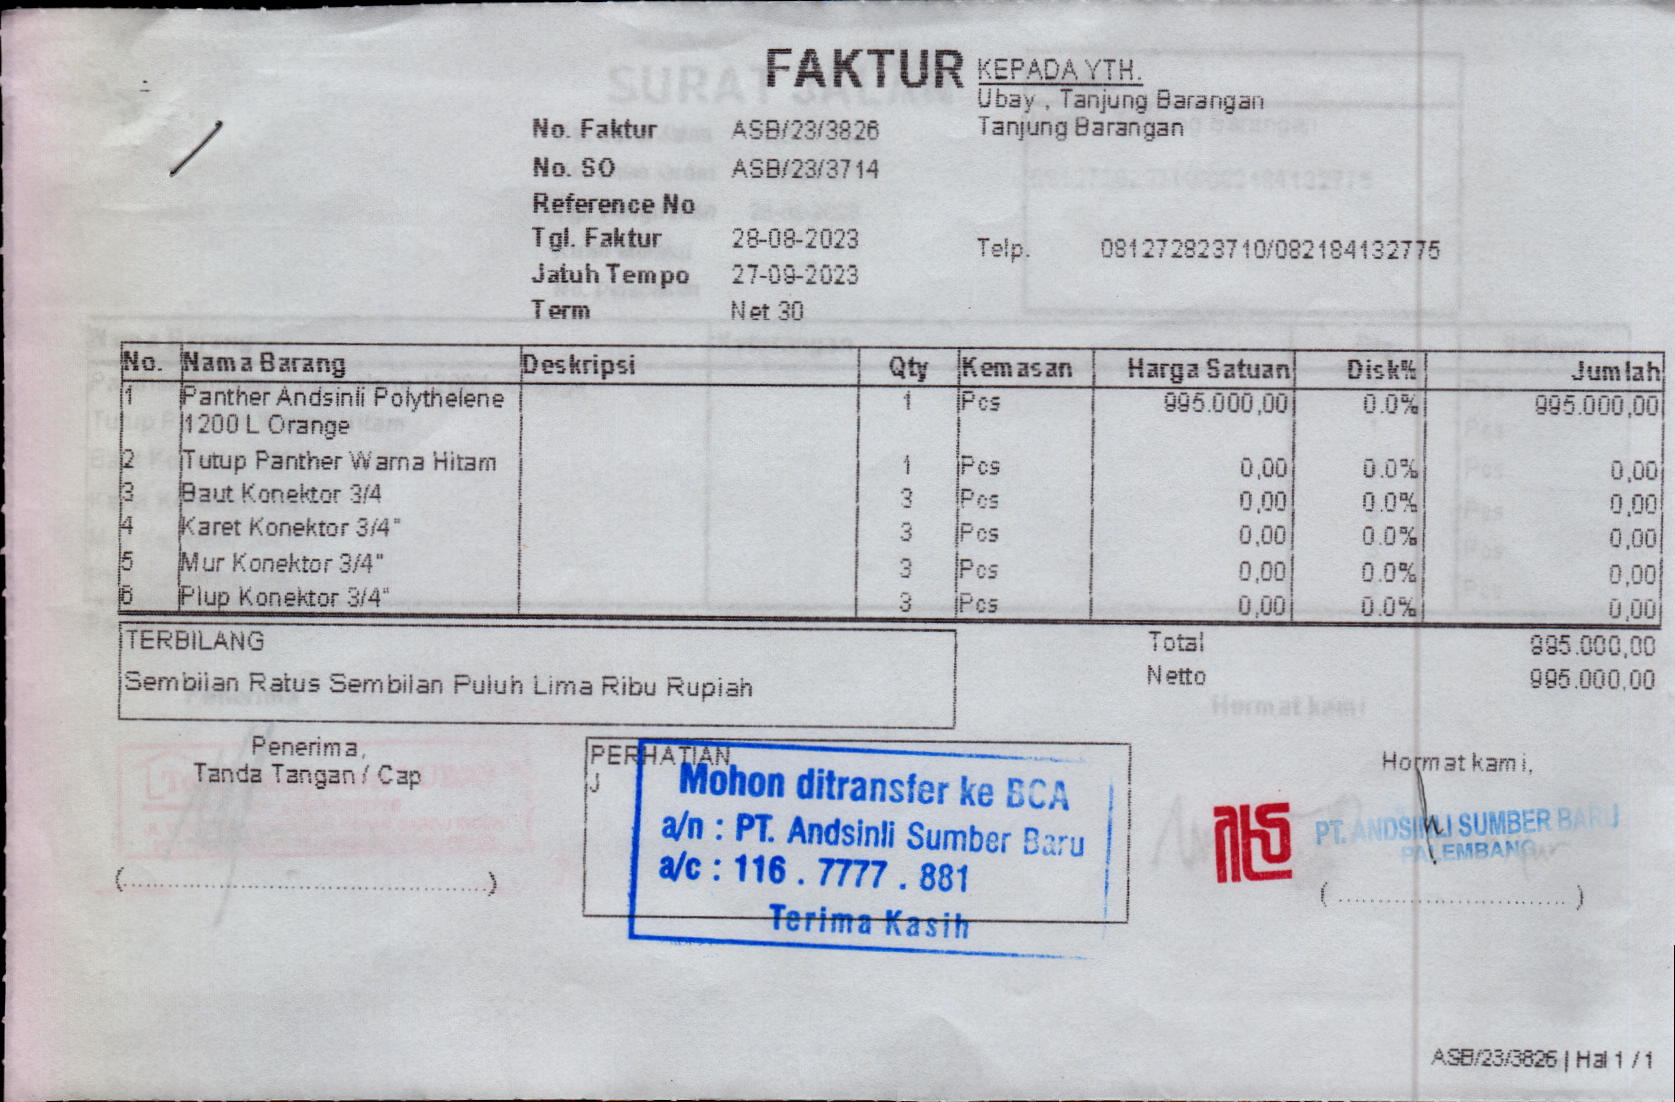 FAKTUR
No. Faktur ASB/23/3826
No. SO ASB/23/3714
Reference No
Tgl. Faktur 28-08-2023
Jatuh Tempo 27-09-2023
Term Net 30
KEPADA YTH.
Ubay , Tanjung Barangan
Tanjung Barangan
Telp. 081272823710/082184132775
No. Nama Barang Deskripsi Qty Kemasan Harga Satuan Disk% Jumlah
1 Panther Andsinli Polythelene 1 Pcs 995.000,00 0.0% 995.000,00
1200 L Orange
2 Tutup Panther Warna Hitam 1 Pcs 0,00 0.0% 0,00
3 Baut Konektor 3/4 3 Pcs 0,00 0.0% 0,00
4 Karet Konektor 3/4" 3 Pcs 0,00 0.0% 0,00
5 Mur Konektor 3/4" 3 Pcs 0,00 0.0% 0,00
6 Plup Konektor 3/4" 3 Pcs 0,00 0.0% 0,00
TERBILANG
Sembilan Ratus Sembilan Puluh Lima Ribu Rupiah
Total 995.000,00
Netto 995.000,00
Penerima,
Tanda Tangan / Cap
(....................................................)
PERHATIAN
J
Mohon ditransfer ke BCA
a/n : PT. Andsinli Sumber Baru
a/c : 116 . 7777 . 881
Terima Kasih
Hormat kami,
PT. ANDSINLI SUMBER BARU
PALEMBANG
( ................................ )
ASB/23/3826 | Hal 1 / 1